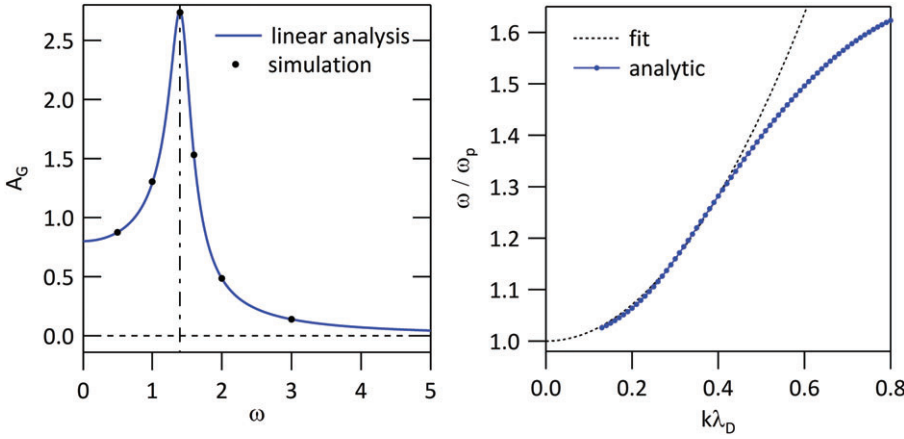 2.5
2.0
1.5
1.0
0.5
0.0
A_G
linear analysis
simulation
0 1 2 3 4 5
ω
1.6
1.5
1.4
1.3
1.2
1.1
1.0
ω / ω_p
fit
analytic
0.0 0.2 0.4 0.6 0.8
kλ_D